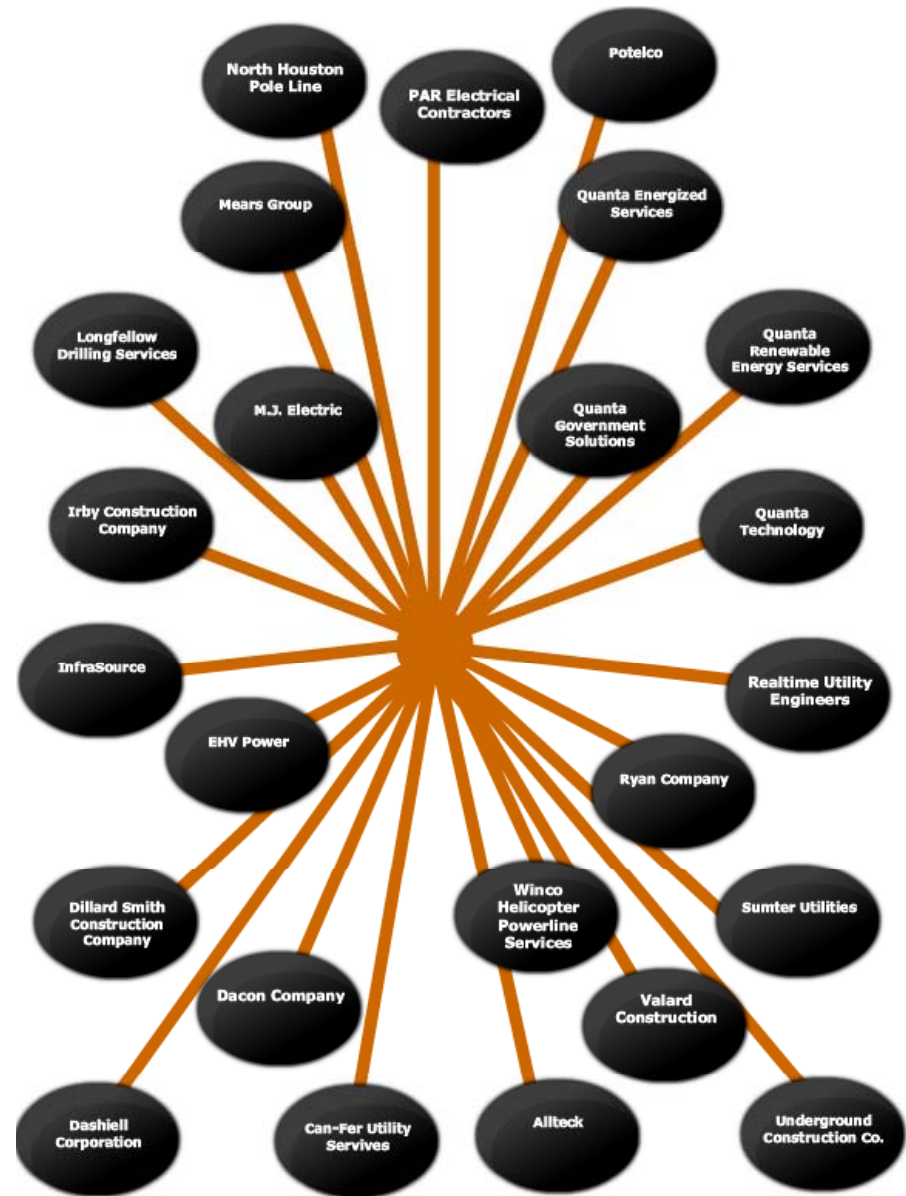 North Houston
Pole Line
PAR Electrical
Contractors
Potelco
Mears Group
Quanta Energized
Services
Longfellow
Drilling Services
Quanta
Renewable
Energy Services
M.J. Electric
Quanta
Government
Solutions
Irby Construction
Company
Quanta
Technology
InfraSource
Realtime Utility
Engineers
EHV Power
Ryan Company
Dillard Smith
Construction
Company
Winco
Helicopter
Powerline
Services
Sumter Utilities
Dacon Company
Valard
Construction
Dashiell
Corporation
Can-Fer Utility
Servives
Allteck
Underground
Construction Co.